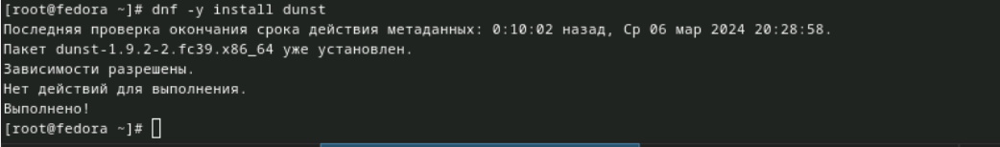 [root@fedora ~]# dnf -y install dunst
Последняя проверка окончания срока действия метаданных: 0:10:02 назад, Ср 06 мар 2024 20:28:58.
Пакет dunst-1.9.2-2.fc39.x86_64 уже установлен.
Зависимости разрешены.
Нет действий для выполнения.
Выполнено!
[root@fedora ~]#